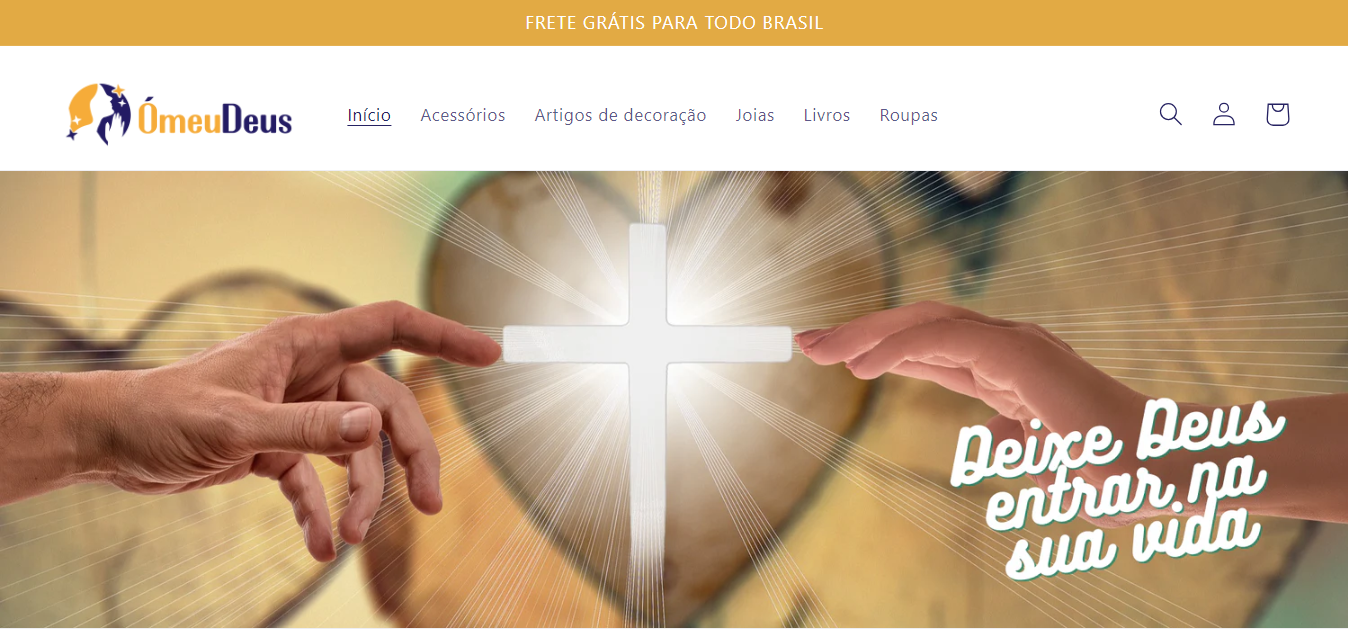 FRETE GRÁTIS PARA TODO BRASIL
ÓmeuDeus
Início
Acessórios
Artigos de decoração
Joias
Livros
Roupas
Deixe Deus
entrar na
sua vida